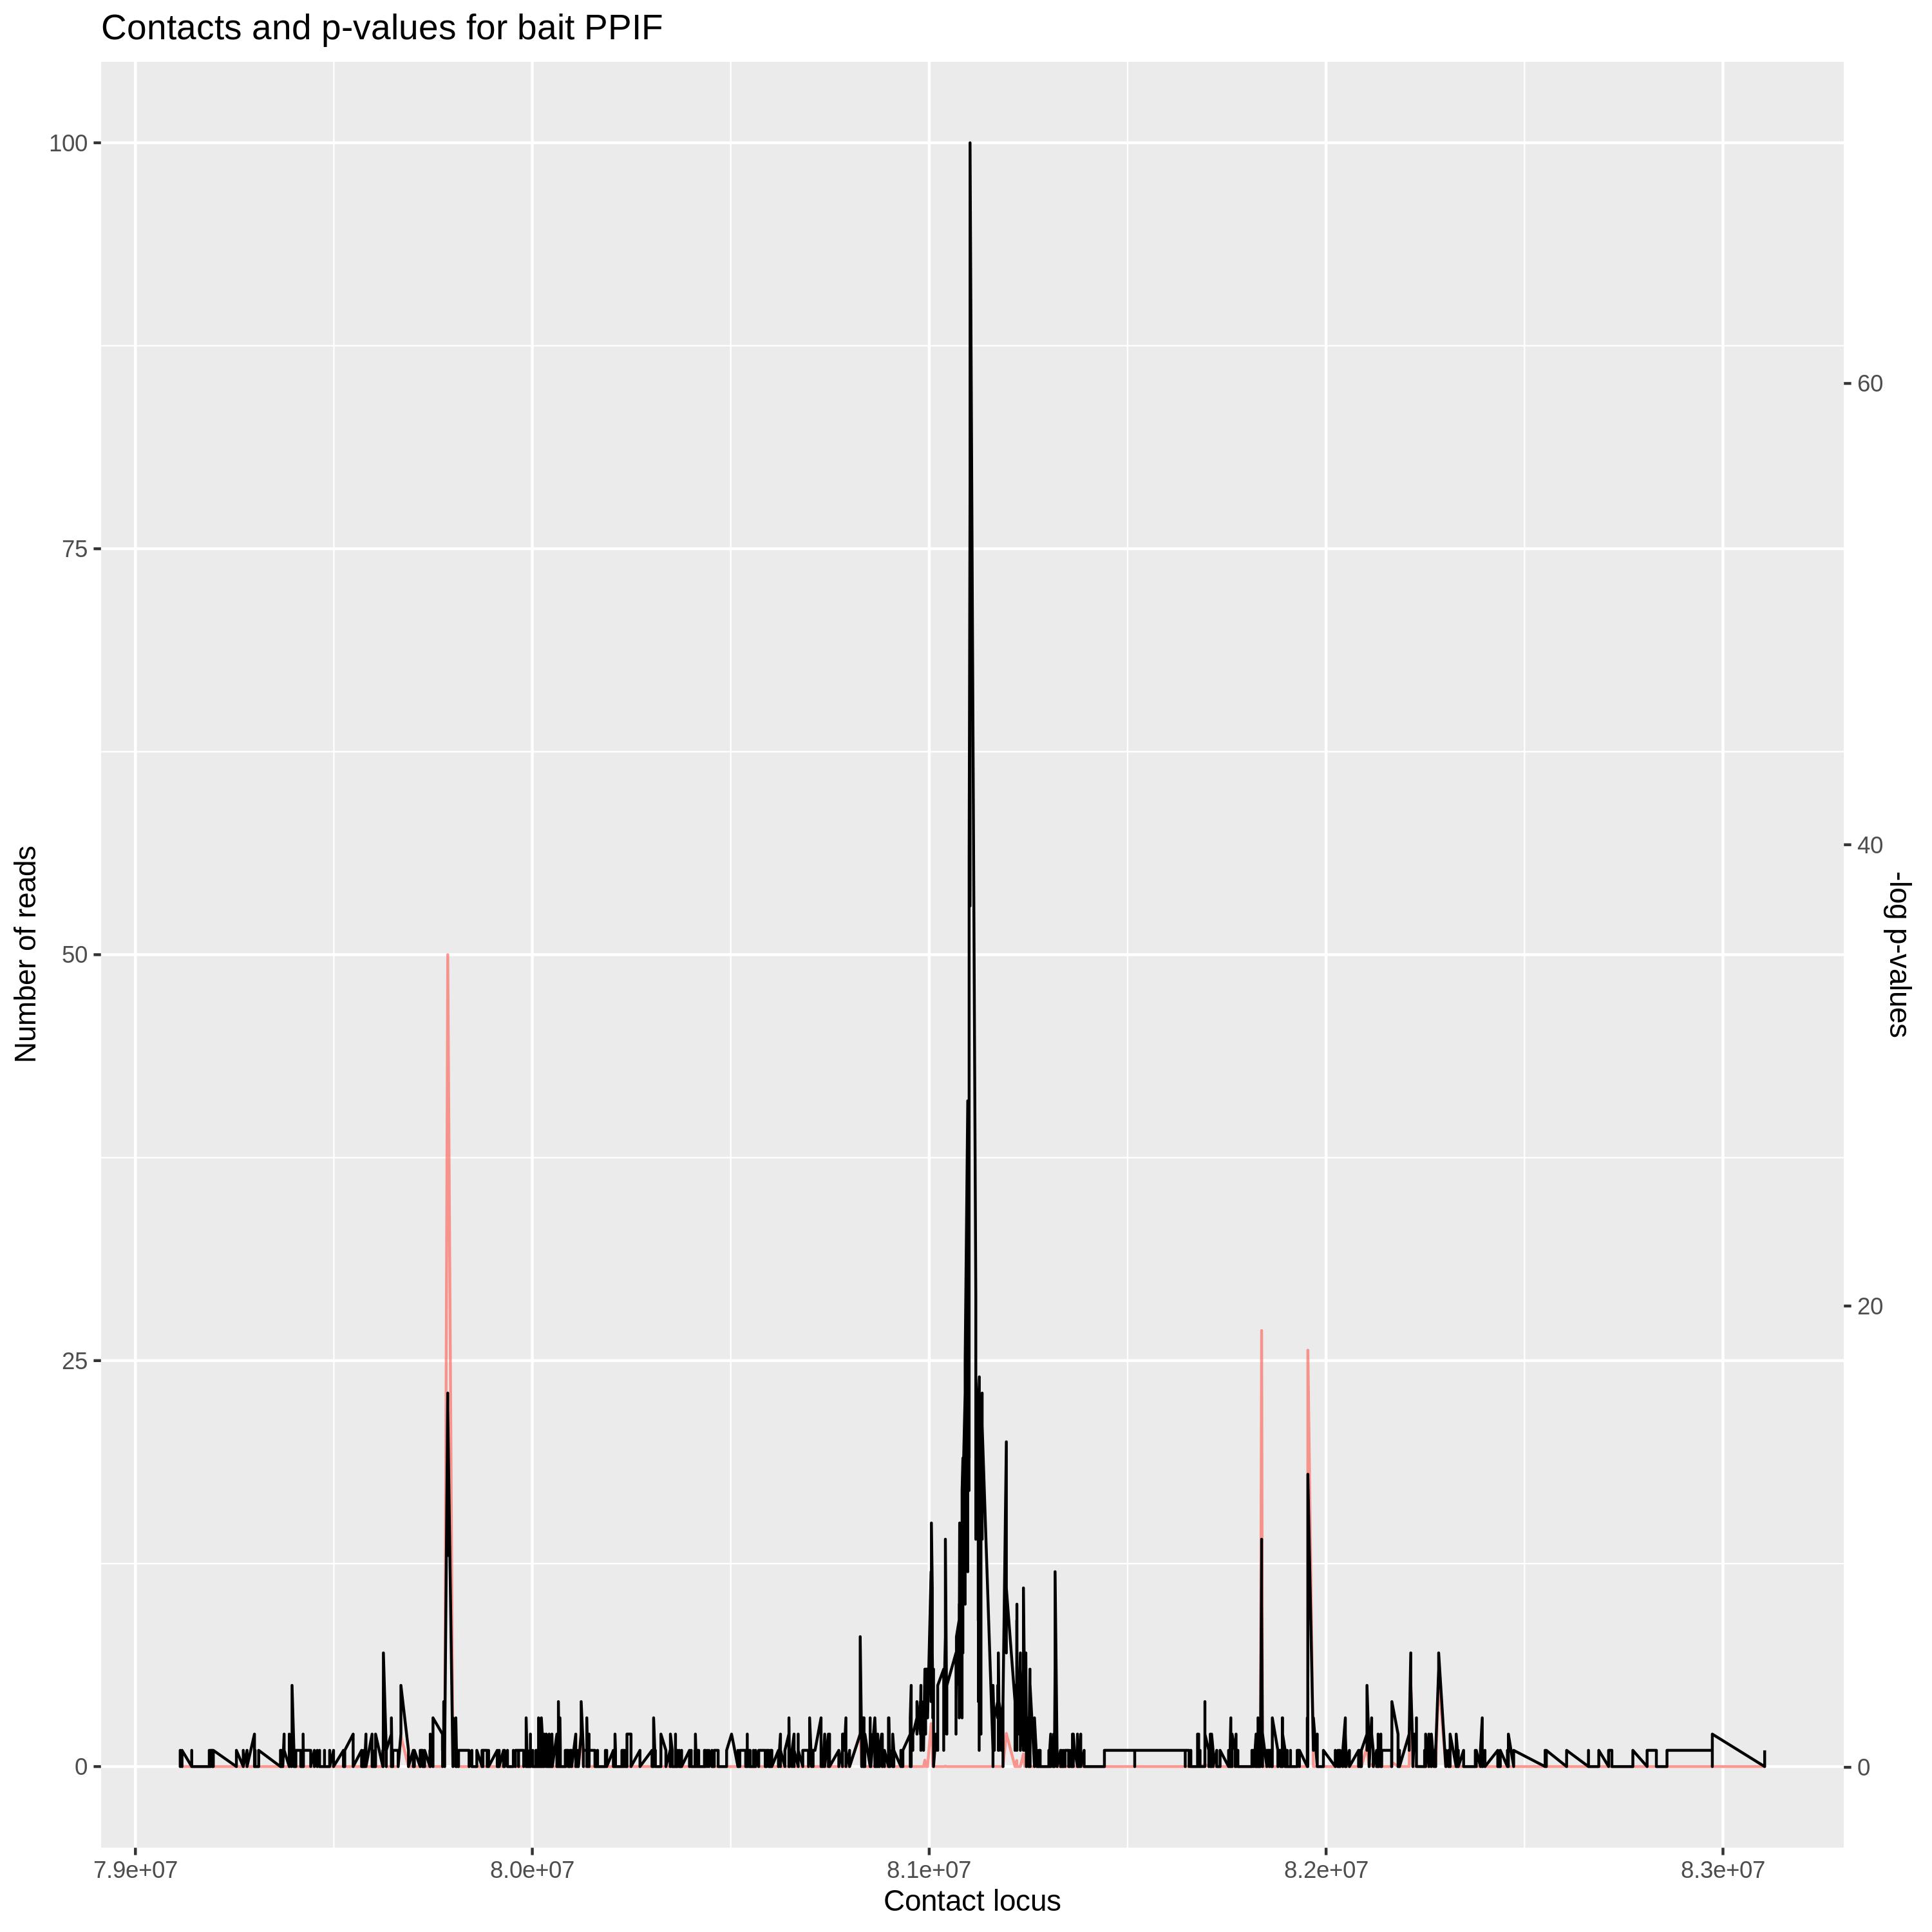 Contacts and p-values for bait PPIF
100
75
50
25
0
Number of reads
60
40
20
0
-log p-values
7.9e+07 8.0e+07 8.1e+07 8.2e+07 8.3e+07
Contact locus